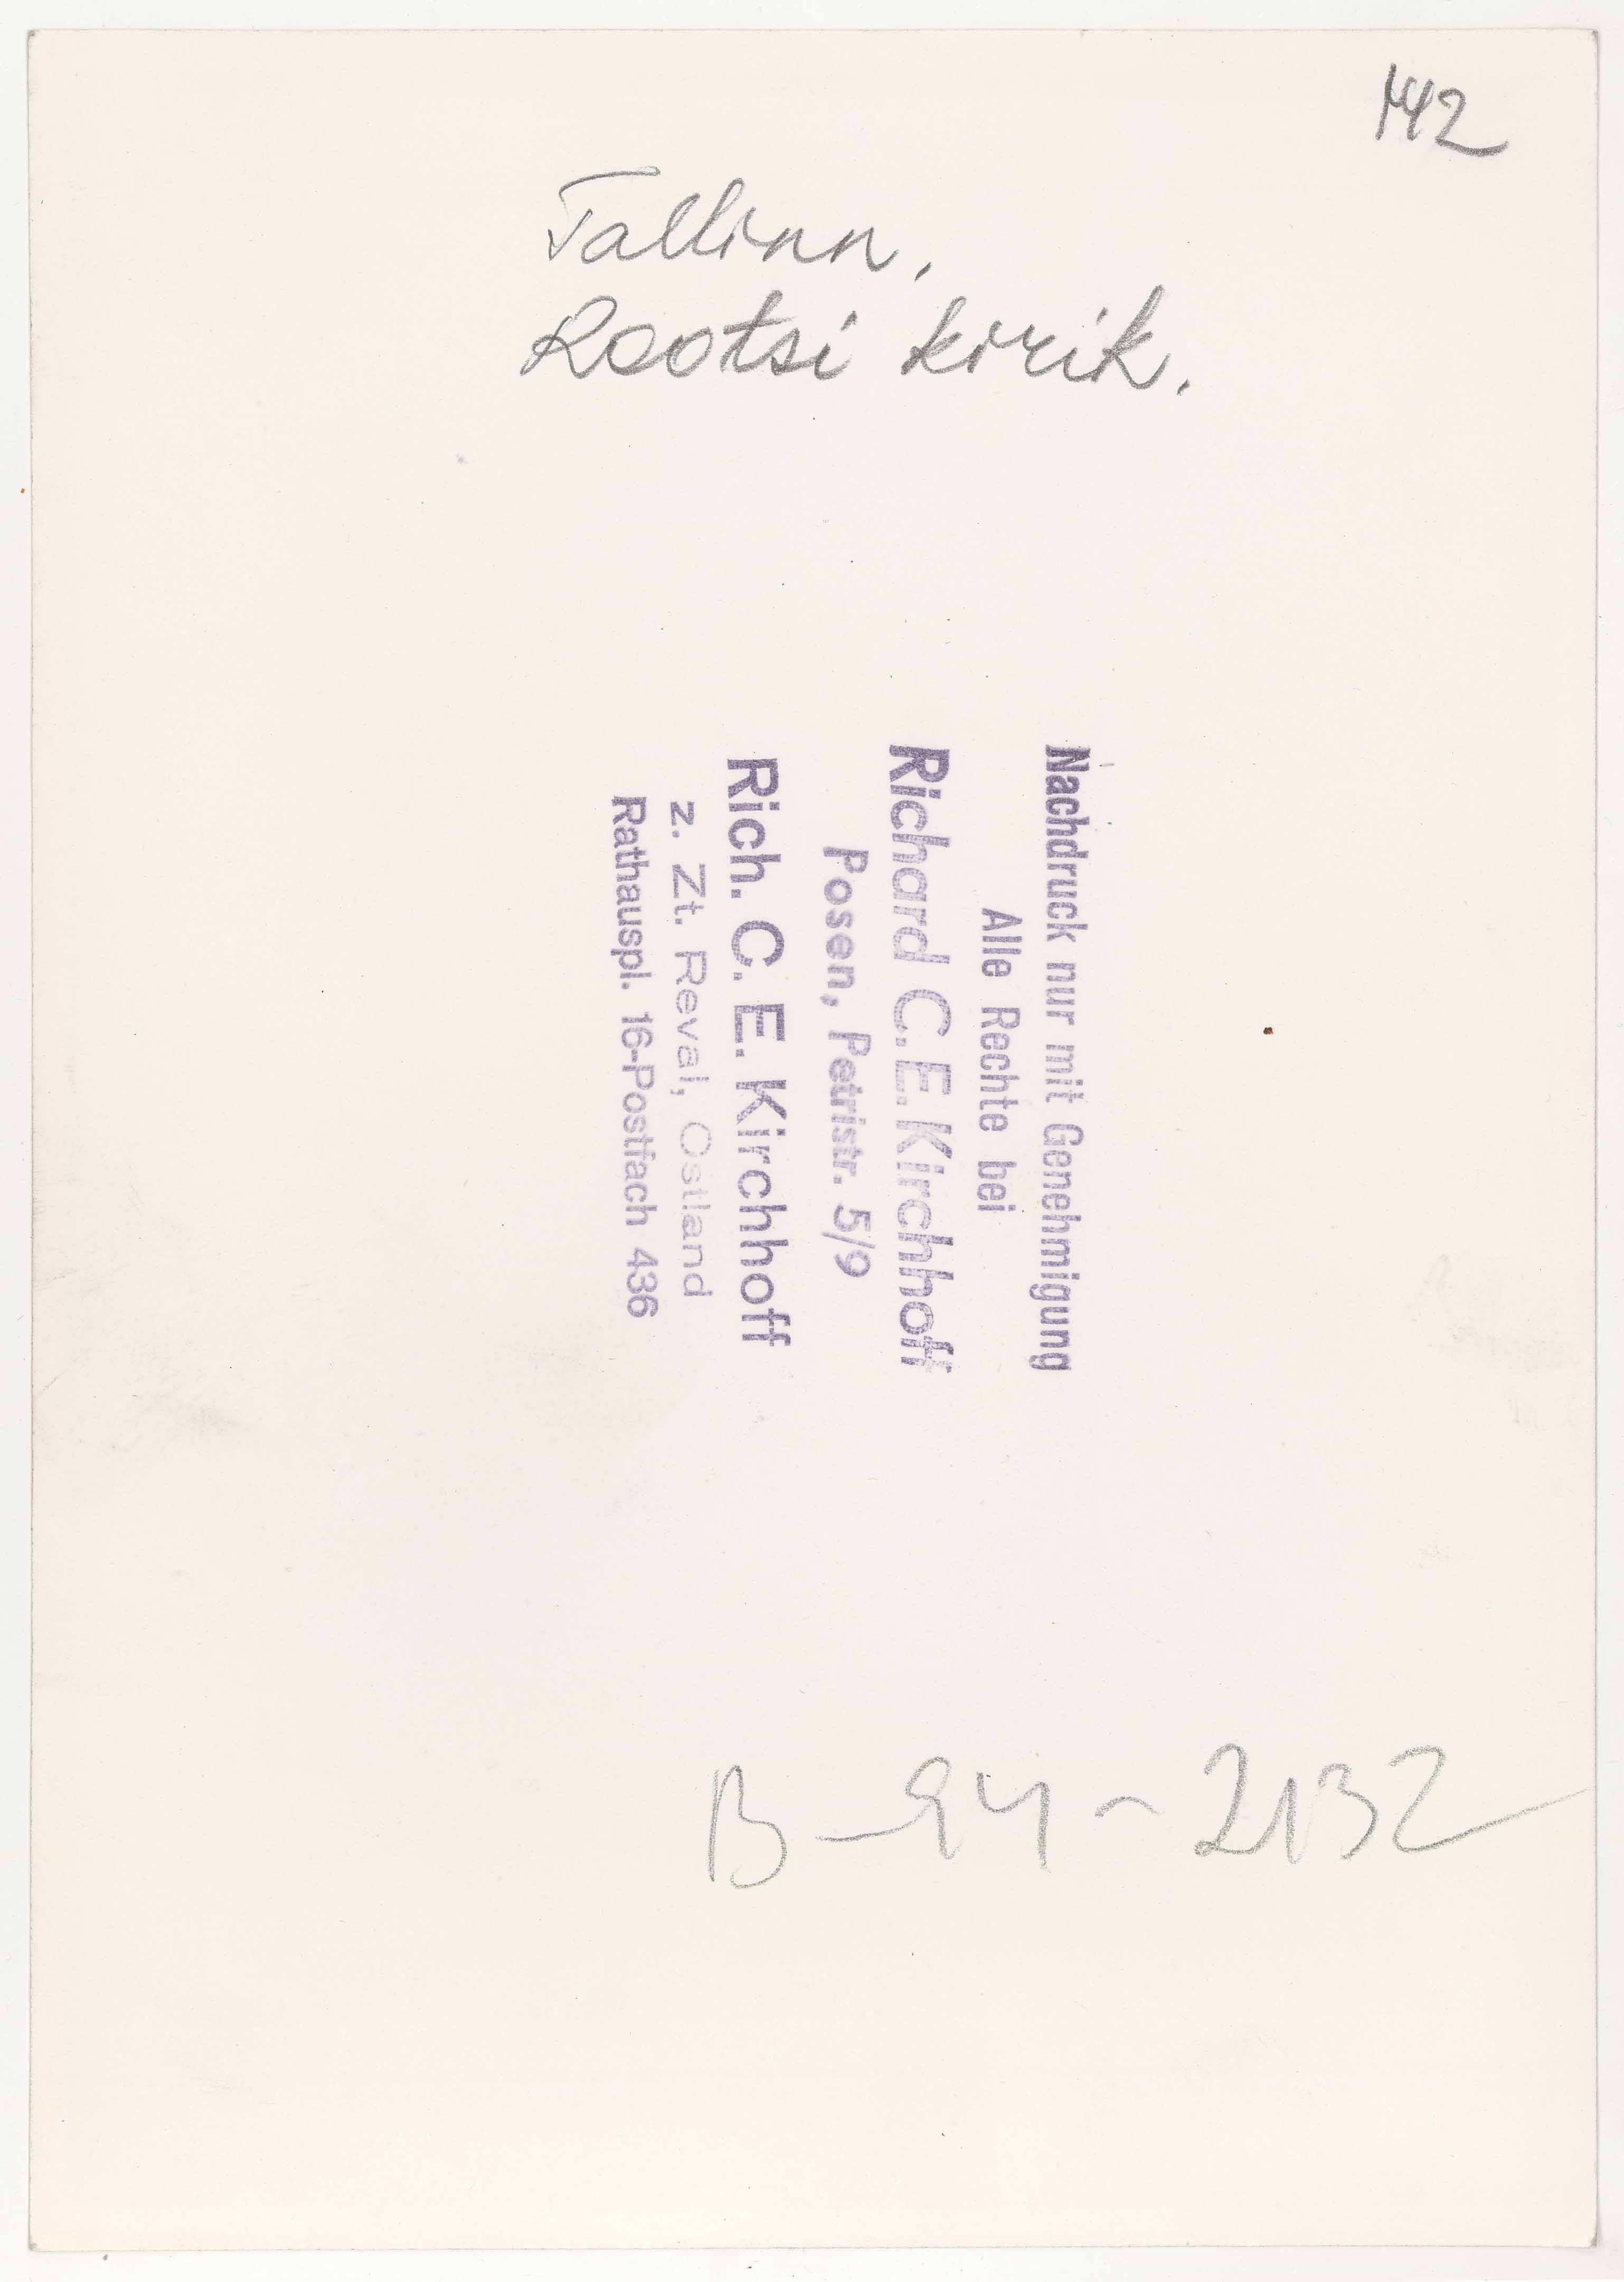 142
Tallinn.
Rootsi kirik.
Nachdruck nur mit Genehmigung
Alle Rechte bei
Richard C. E. Kirchhoff
Posen, Petristr. 5/9
Rich. C. E. Kirchhoff
z. Zt. Reval, Ostland
Rathauspl. 16-Postfach 436
B-94-2132